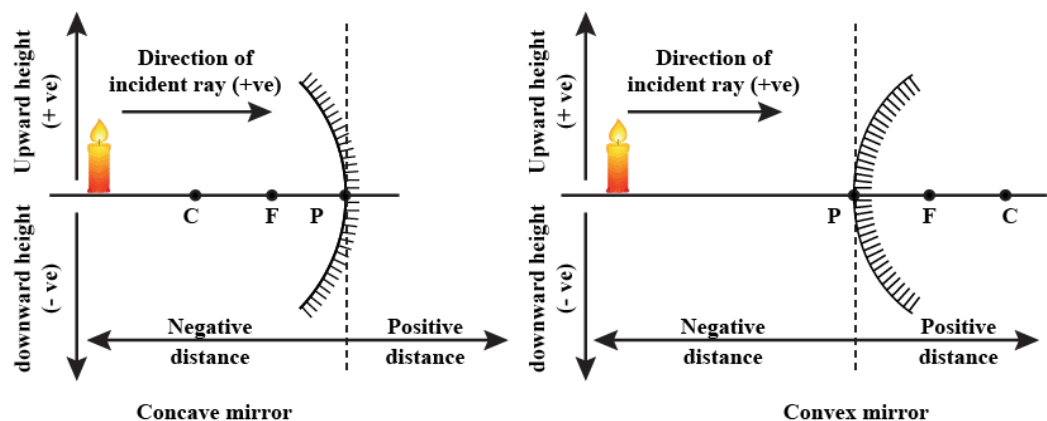 Upward height
(+ ve)
downward height
(- ve)
Direction of
incident ray (+ve)
C
F
P
Negative
distance
Positive
distance
Concave mirror
Upward height
(+ ve)
downward height
(- ve)
Direction of
incident ray (+ve)
P
F
C
Negative
distance
Positive
distance
Convex mirror